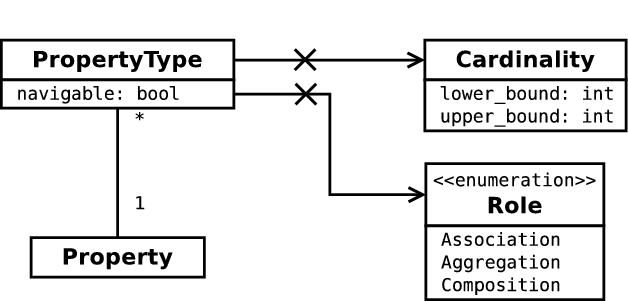 PropertyType
navigable: bool
*
1
Property
Cardinality
lower_bound: int
upper_bound: int
<<enumeration>>
Role
Association
Aggregation
Composition